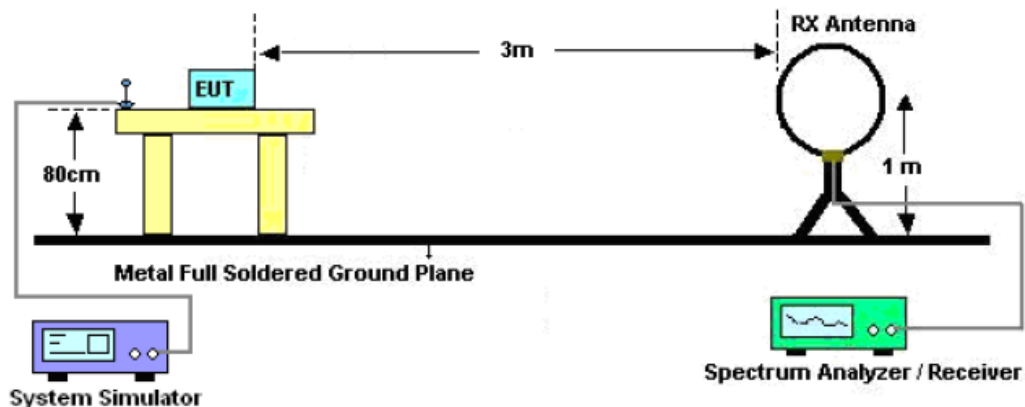 RX Antenna
3m
EUT
80cm
1 m
Metal Full Soldered Ground Plane
System Simulator
Spectrum Analyzer / Receiver